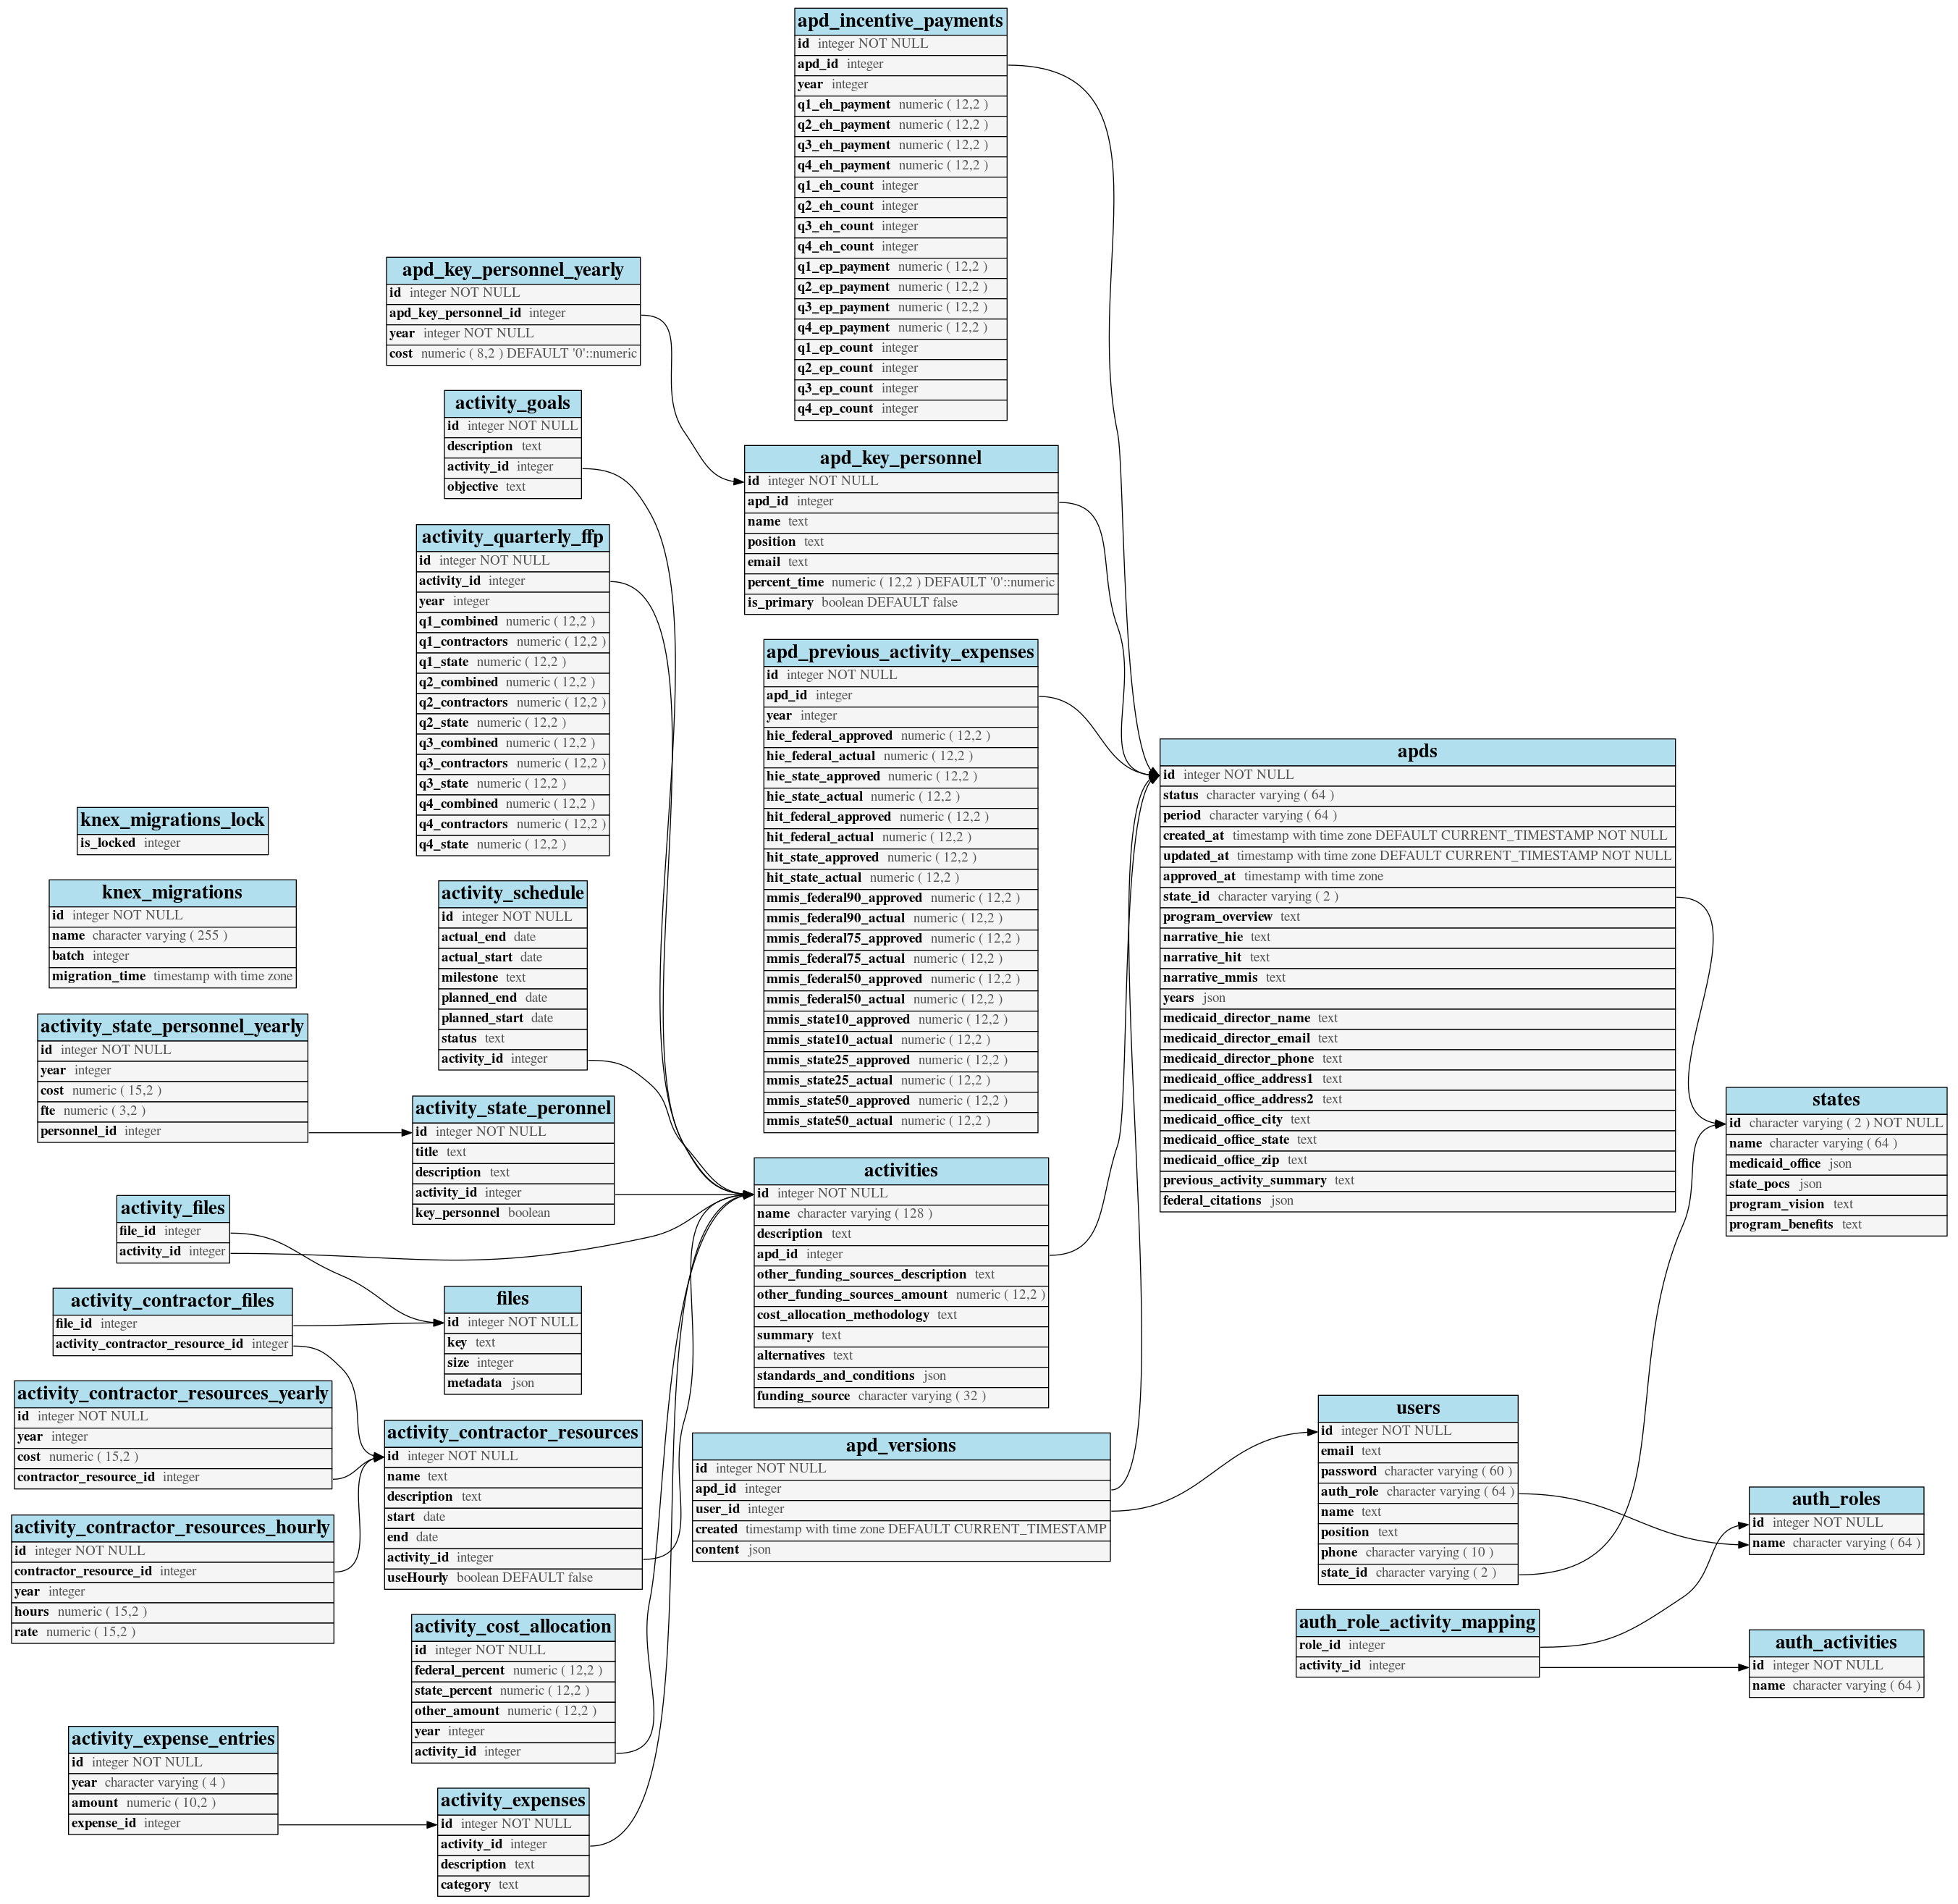 apd_incentive_payments
id integer NOT NULL
apd_id integer
year integer
q1_eh_payment numeric ( 12,2 )
q2_eh_payment numeric ( 12,2 )
q3_eh_payment numeric ( 12,2 )
q4_eh_payment numeric ( 12,2 )
q1_eh_count integer
q2_eh_count integer
q3_eh_count integer
q4_eh_count integer
q1_ep_payment numeric ( 12,2 )
q2_ep_payment numeric ( 12,2 )
q3_ep_payment numeric ( 12,2 )
q4_ep_payment numeric ( 12,2 )
q1_ep_count integer
q2_ep_count integer
q3_ep_count integer
q4_ep_count integer
apd_key_personnel_yearly
id integer NOT NULL
apd_key_personnel_id integer
year integer NOT NULL
cost numeric ( 8,2 ) DEFAULT '0'::numeric
activity_goals
id integer NOT NULL
description text
activity_id integer
objective text
apd_key_personnel
id integer NOT NULL
apd_id integer
name text
position text
email text
percent_time numeric ( 12,2 ) DEFAULT '0'::numeric
is_primary boolean DEFAULT false
activity_quarterly_ffp
id integer NOT NULL
activity_id integer
year integer
q1_combined numeric ( 12,2 )
q1_contractors numeric ( 12,2 )
q1_state numeric ( 12,2 )
q2_combined numeric ( 12,2 )
q2_contractors numeric ( 12,2 )
q2_state numeric ( 12,2 )
q3_combined numeric ( 12,2 )
q3_contractors numeric ( 12,2 )
q3_state numeric ( 12,2 )
q4_combined numeric ( 12,2 )
q4_contractors numeric ( 12,2 )
q4_state numeric ( 12,2 )
apd_previous_activity_expenses
id integer NOT NULL
apd_id integer
year integer
hie_federal_approved numeric ( 12,2 )
hie_federal_actual numeric ( 12,2 )
hie_state_approved numeric ( 12,2 )
hie_state_actual numeric ( 12,2 )
hit_federal_approved numeric ( 12,2 )
hit_federal_actual numeric ( 12,2 )
hit_state_approved numeric ( 12,2 )
hit_state_actual numeric ( 12,2 )
mmis_federal90_approved numeric ( 12,2 )
mmis_federal90_actual numeric ( 12,2 )
mmis_federal75_approved numeric ( 12,2 )
mmis_federal75_actual numeric ( 12,2 )
mmis_federal50_approved numeric ( 12,2 )
mmis_federal50_actual numeric ( 12,2 )
mmis_state10_approved numeric ( 12,2 )
mmis_state10_actual numeric ( 12,2 )
mmis_state25_approved numeric ( 12,2 )
mmis_state25_actual numeric ( 12,2 )
mmis_state50_approved numeric ( 12,2 )
mmis_state50_actual numeric ( 12,2 )
apds
id integer NOT NULL
status character varying ( 64 )
period character varying ( 64 )
created_at timestamp with time zone DEFAULT CURRENT_TIMESTAMP NOT NULL
updated_at timestamp with time zone DEFAULT CURRENT_TIMESTAMP NOT NULL
approved_at timestamp with time zone
state_id character varying ( 2 )
program_overview text
narrative_hie text
narrative_hit text
narrative_mmis text
years json
medicaid_director_name text
medicaid_director_email text
medicaid_director_phone text
medicaid_office_address1 text
medicaid_office_address2 text
medicaid_office_city text
medicaid_office_state text
medicaid_office_zip text
previous_activity_summary text
federal_citations json
knex_migrations_lock
is_locked integer
knex_migrations
id integer NOT NULL
name character varying ( 255 )
batch integer
migration_time timestamp with time zone
activity_schedule
id integer NOT NULL
actual_end date
actual_start date
milestone text
planned_end date
planned_start date
status text
activity_id integer
activity_state_personnel_yearly
id integer NOT NULL
year integer
cost numeric ( 15,2 )
fte numeric ( 3,2 )
personnel_id integer
activity_state_peronnel
id integer NOT NULL
title text
description text
activity_id integer
key_personnel boolean
states
id character varying ( 2 ) NOT NULL
name character varying ( 64 )
medicaid_office json
state_pocs json
program_vision text
program_benefits text
activities
id integer NOT NULL
name character varying ( 128 )
description text
apd_id integer
other_funding_sources_description text
other_funding_sources_amount numeric ( 12,2 )
cost_allocation_methodology text
summary text
alternatives text
standards_and_conditions json
funding_source character varying ( 32 )
activity_files
file_id integer
activity_id integer
activity_contractor_files
file_id integer
activity_contractor_resource_id integer
files
id integer NOT NULL
key text
size integer
metadata json
activity_contractor_resources_yearly
id integer NOT NULL
year integer
cost numeric ( 15,2 )
contractor_resource_id integer
activity_contractor_resources
id integer NOT NULL
name text
description text
start date
end date
activity_id integer
useHourly boolean DEFAULT false
apd_versions
id integer NOT NULL
apd_id integer
user_id integer
created timestamp with time zone DEFAULT CURRENT_TIMESTAMP
content json
users
id integer NOT NULL
email text
password character varying ( 60 )
auth_role character varying ( 64 )
name text
position text
phone character varying ( 10 )
state_id character varying ( 2 )
auth_roles
id integer NOT NULL
name character varying ( 64 )
activity_contractor_resources_hourly
id integer NOT NULL
contractor_resource_id integer
year integer
hours numeric ( 15,2 )
rate numeric ( 15,2 )
activity_cost_allocation
id integer NOT NULL
federal_percent numeric ( 12,2 )
state_percent numeric ( 12,2 )
other_amount numeric ( 12,2 )
year integer
activity_id integer
auth_role_activity_mapping
role_id integer
activity_id integer
auth_activities
id integer NOT NULL
name character varying ( 64 )
activity_expense_entries
id integer NOT NULL
year character varying ( 4 )
amount numeric ( 10,2 )
expense_id integer
activity_expenses
id integer NOT NULL
activity_id integer
description text
category text